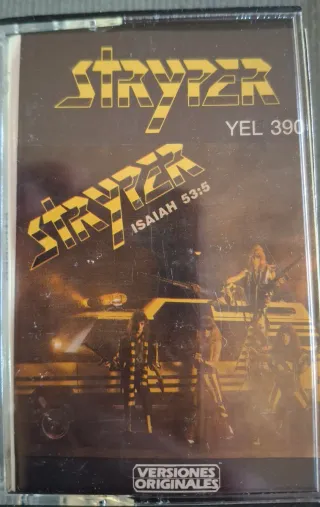 STRYPER
YEL 390
STRYPER
ISAIAH 53:5
VERSIONES
ORIGINALES